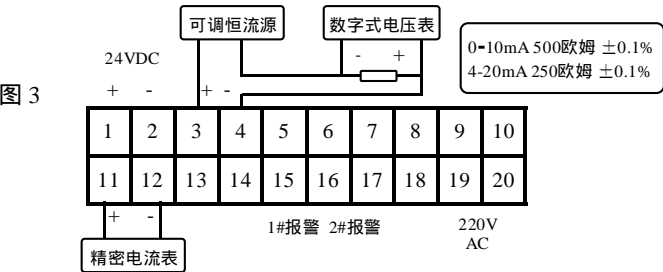 可调恒流源
数字式电压表
0-10mA 500欧姆 ±0.1%
4-20mA 250欧姆 ±0.1%
24VDC
- +
图 3
+ - + -
1 2 3 4 5 6 7 8 9 10
11 12 13 14 15 16 17 18 19 20
+ -
1#报警 2#报警
220V
AC
精密电流表